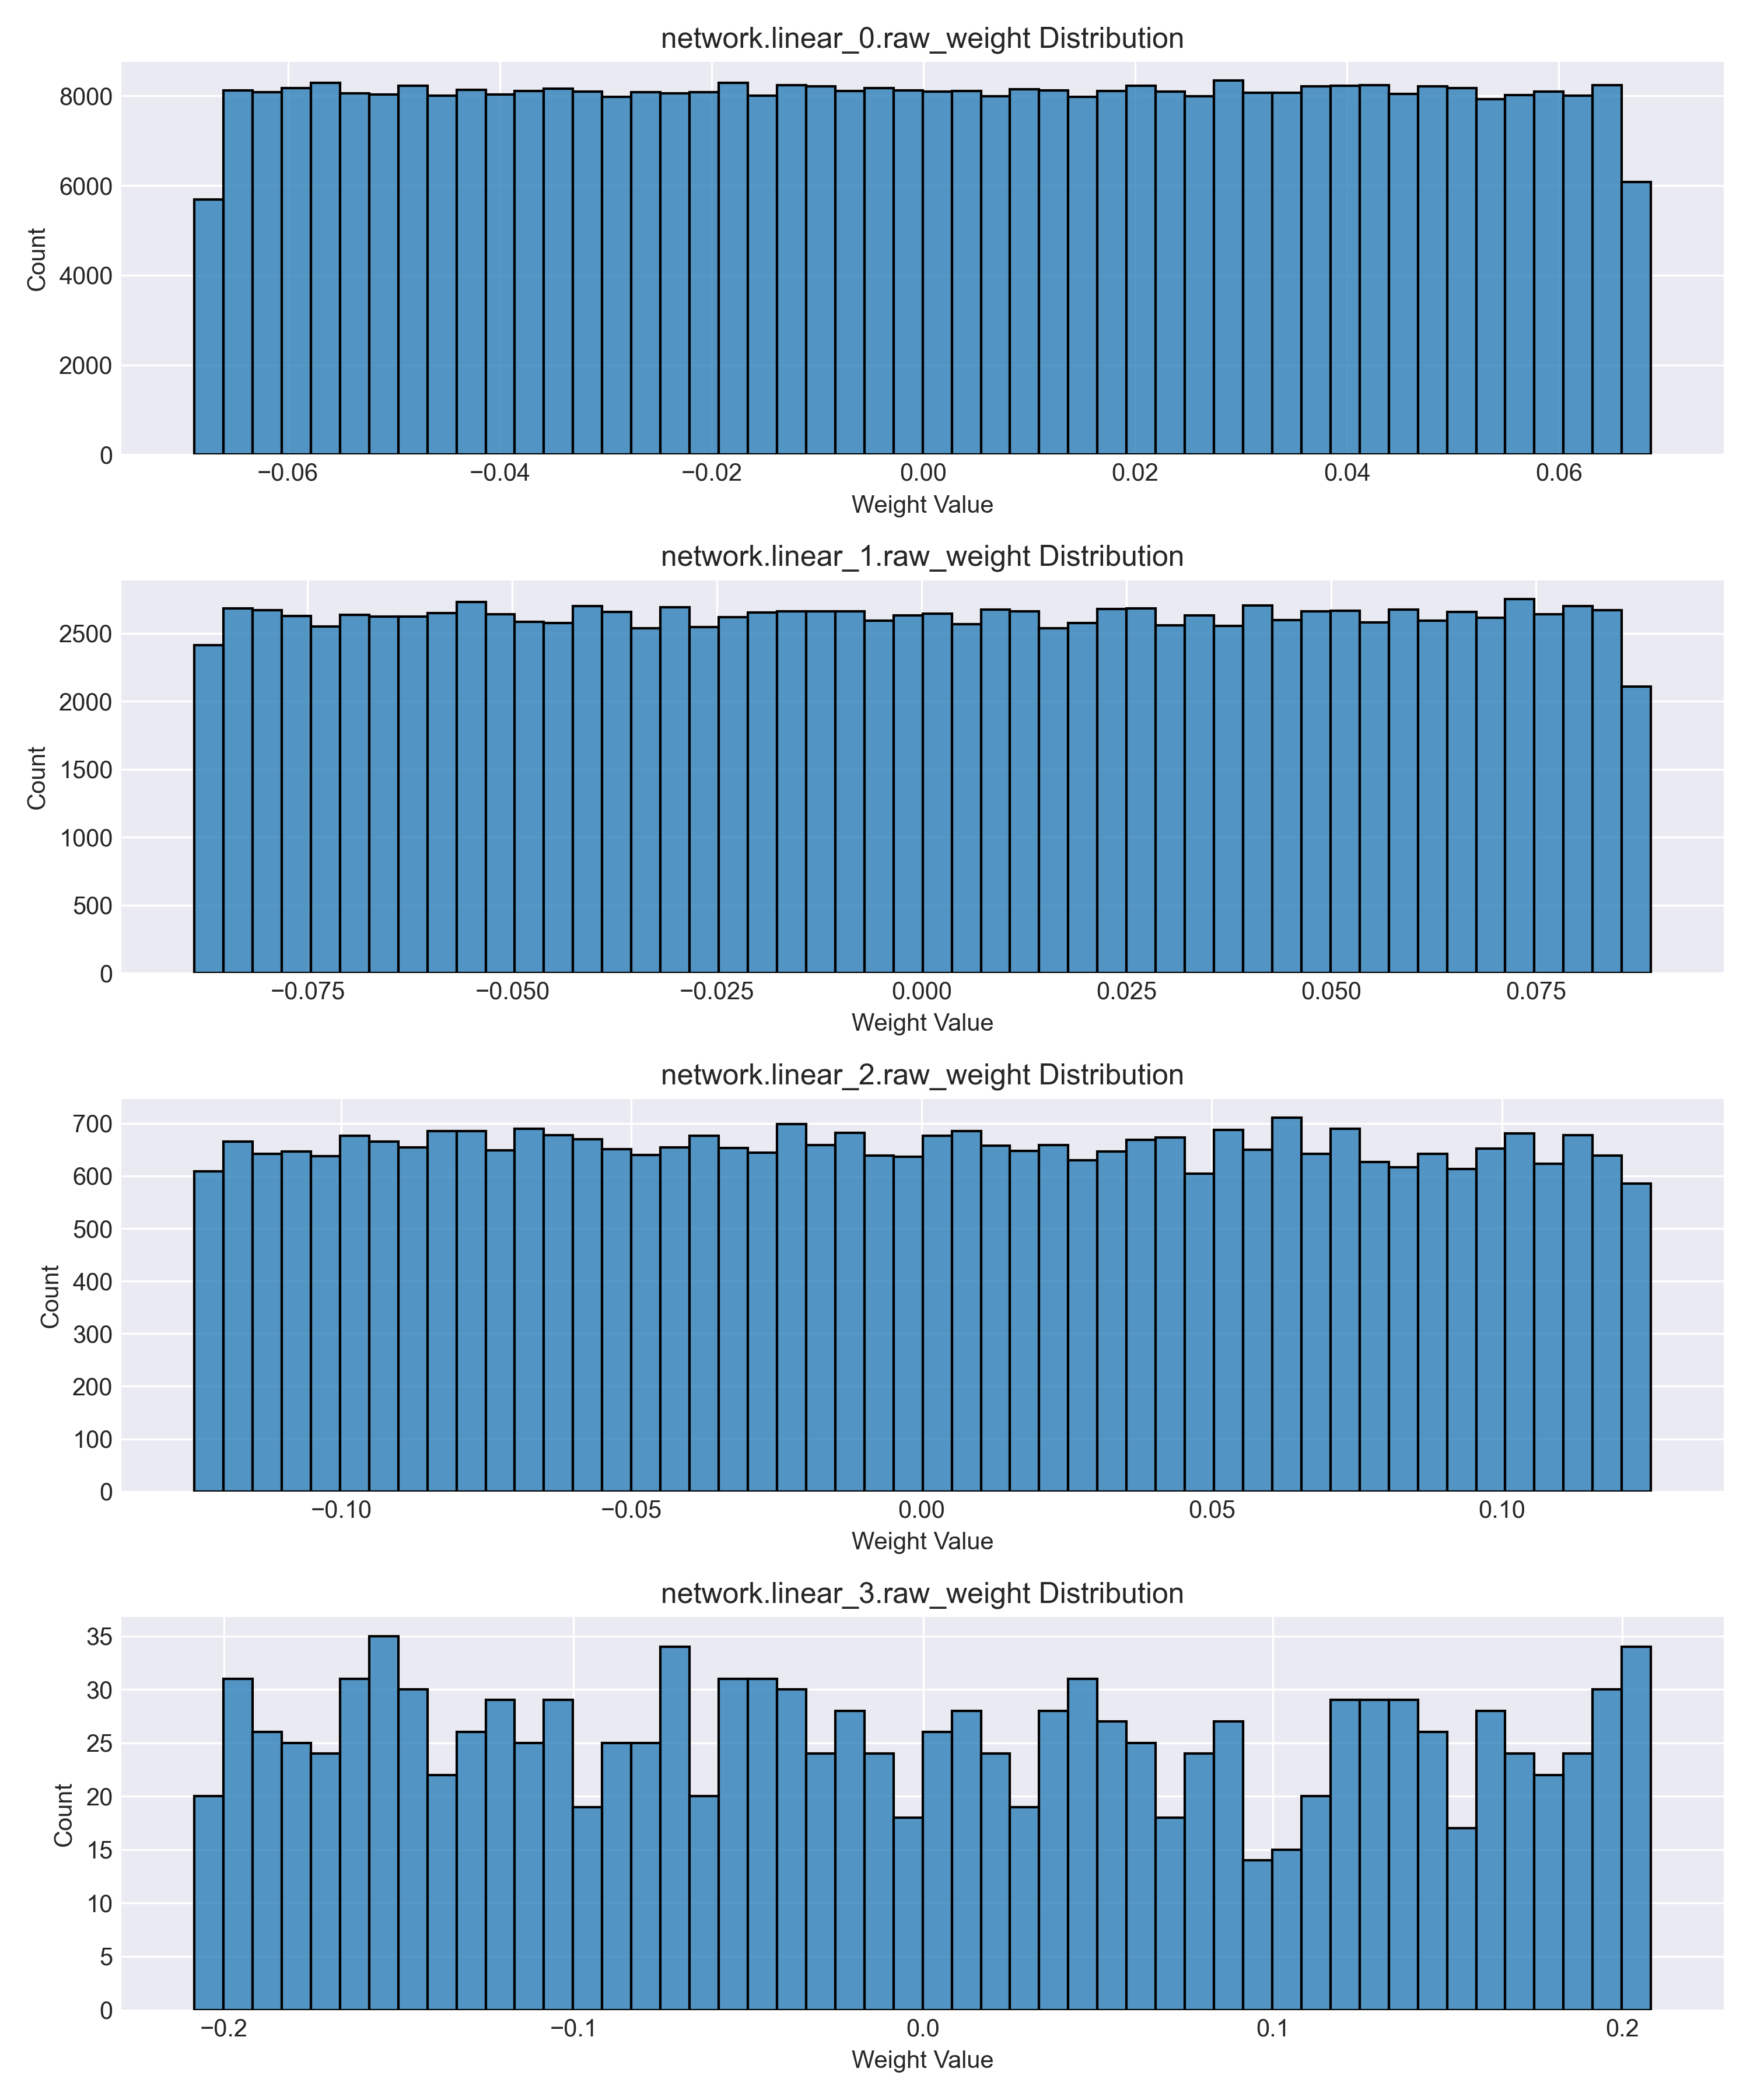 network.linear_0.raw_weight Distribution
8000
6000
4000
2000
0
Count
−0.06 −0.04 −0.02 0.00 0.02 0.04 0.06
Weight Value
network.linear_1.raw_weight Distribution
2500
2000
1500
1000
500
0
Count
−0.075 −0.050 −0.025 0.000 0.025 0.050 0.075
Weight Value
network.linear_2.raw_weight Distribution
700
600
500
400
300
200
100
0
Count
−0.10 −0.05 0.00 0.05 0.10
Weight Value
network.linear_3.raw_weight Distribution
35
30
25
20
15
10
5
0
Count
−0.2 −0.1 0.0 0.1 0.2
Weight Value